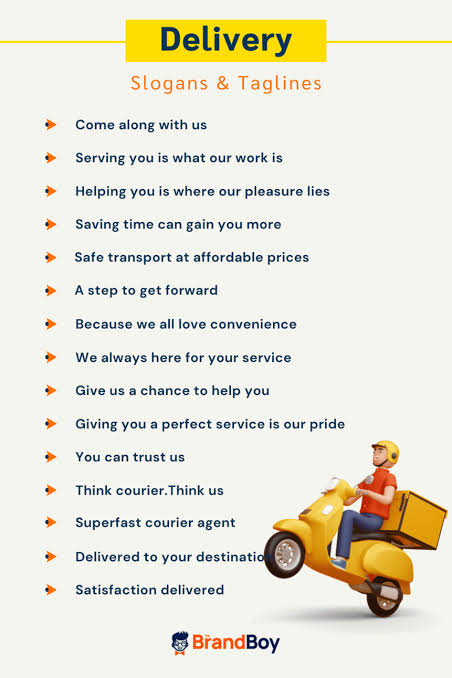 Delivery
Slogans & Taglines
Come along with us
Serving you is what our work is
Helping you is where our pleasure lies
Saving time can gain you more
Safe transport at affordable prices
A step to get forward
Because we all love convenience
We always here for your service
Give us a chance to help you
Giving you a perfect service is our pride
You can trust us
Think courier.Think us
Superfast courier agent
Delivered to your destinatio
Satisfaction delivered
The BrandBoy